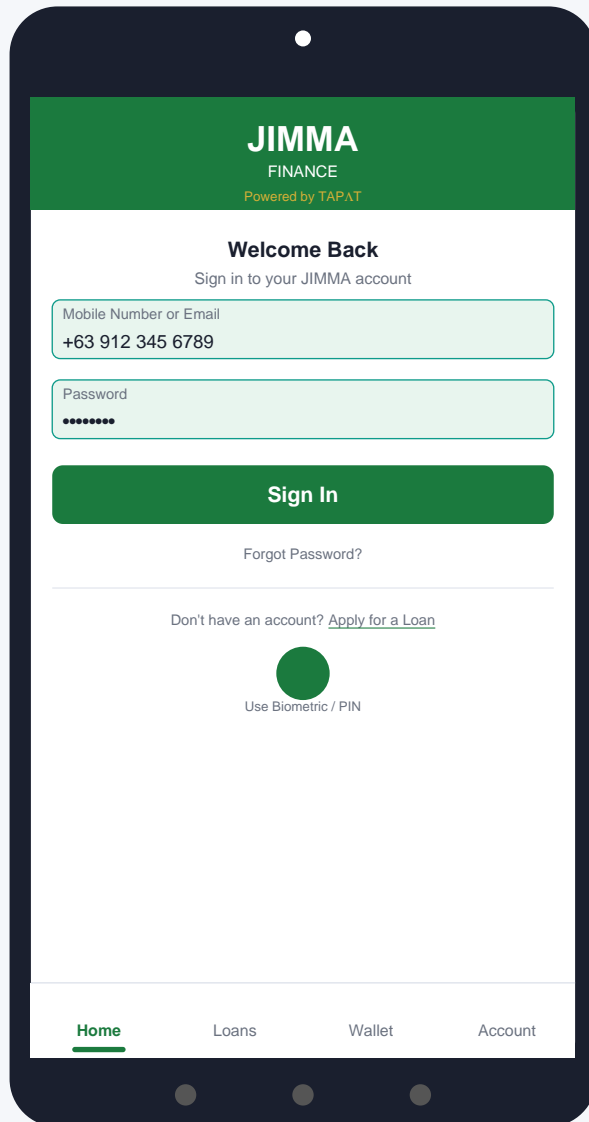 JIMMA
FINANCE
Powered by TAPΛT
Welcome Back
Sign in to your JIMMA account
Mobile Number or Email
+63 912 345 6789
Password
••••••••
Sign In
Forgot Password?
Don't have an account? Apply for a Loan
Use Biometric / PIN
Home Loans Wallet Account